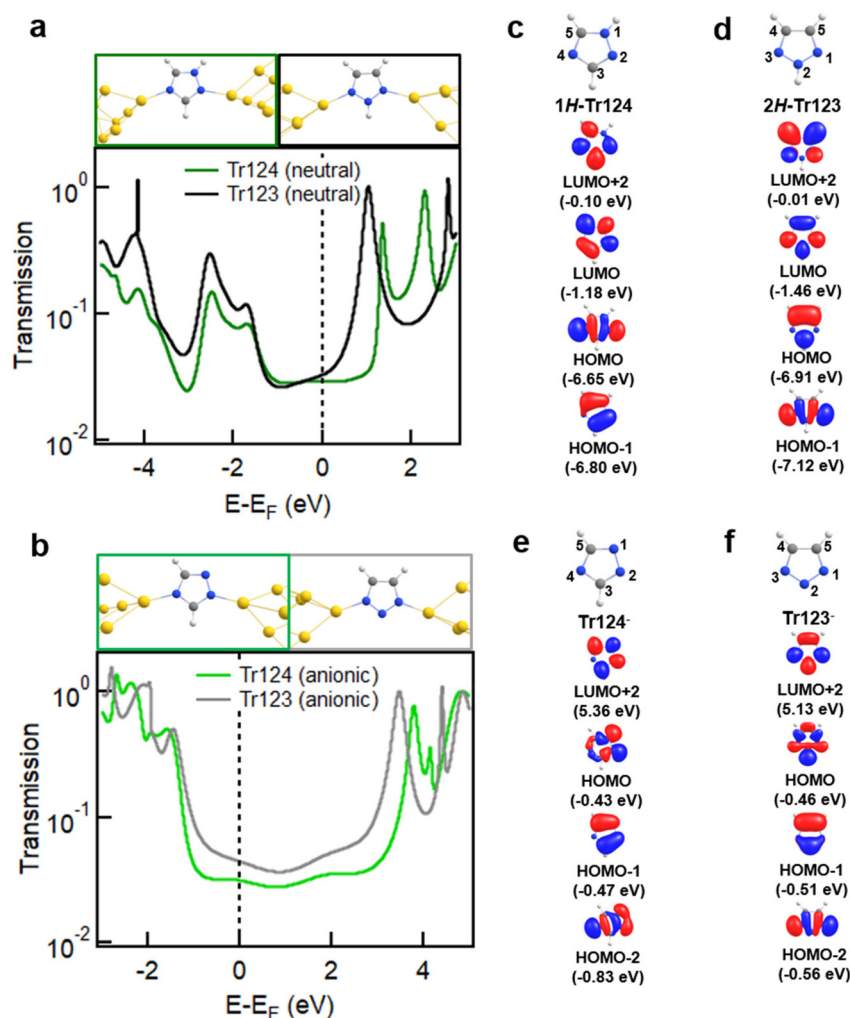 a
Tr124 (neutral)
Tr123 (neutral)
Transmission
10⁰
10⁻¹
10⁻²
-4
-2
0
2
E-E_F (eV)
b
Tr124 (anionic)
Tr123 (anionic)
Transmission
10⁰
10⁻¹
10⁻²
-2
0
2
4
E-E_F (eV)
c
5
1
4
2
3
1H-Tr124
LUMO+2
(-0.10 eV)
LUMO
(-1.18 eV)
HOMO
(-6.65 eV)
HOMO-1
(-6.80 eV)
d
4
5
3
1
2
2H-Tr123
LUMO+2
(-0.01 eV)
LUMO
(-1.46 eV)
HOMO
(-6.91 eV)
HOMO-1
(-7.12 eV)
e
5
1
4
2
3
Tr124⁻
LUMO+2
(5.36 eV)
HOMO
(-0.43 eV)
HOMO-1
(-0.47 eV)
HOMO-2
(-0.83 eV)
f
4
5
3
1
2
Tr123⁻
LUMO+2
(5.13 eV)
HOMO
(-0.46 eV)
HOMO-1
(-0.51 eV)
HOMO-2
(-0.56 eV)